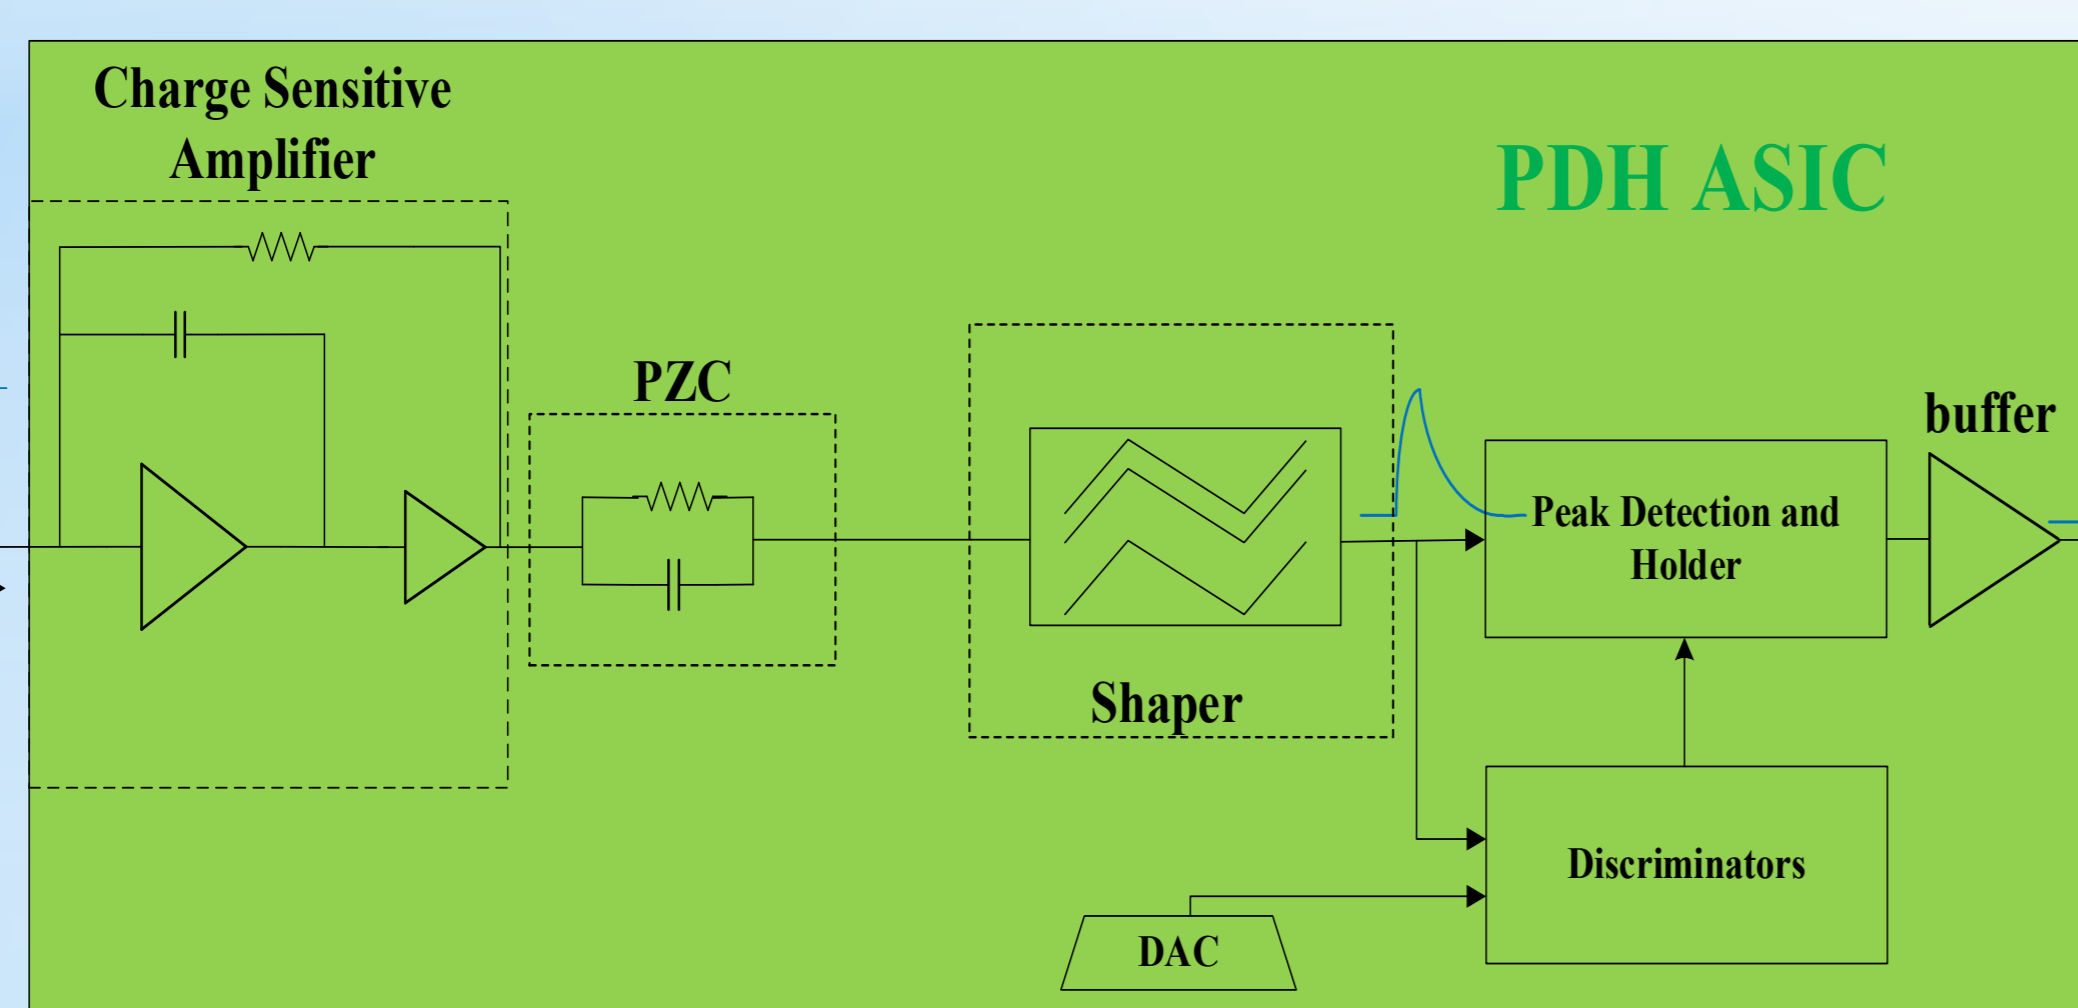 Charge Sensitive
Amplifier
PDH ASIC
PZC
buffer
Peak Detection and
Holder
Shaper
Discriminators
DAC